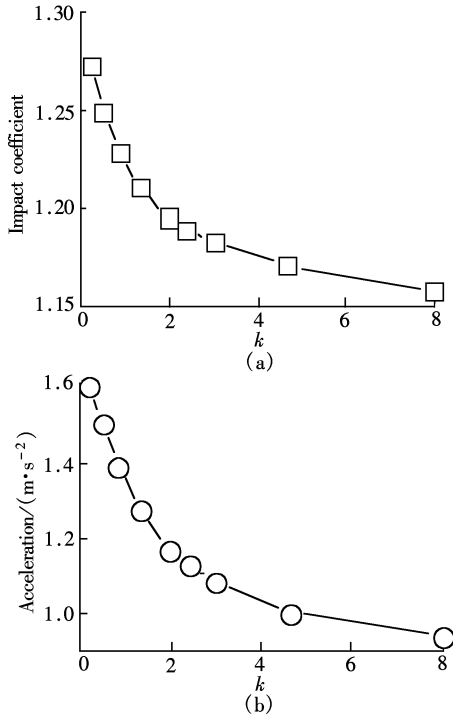 1.30
1.25
1.20
1.15
Impact coefficient
0 2 4 6 8
k
(a)
1.6
1.4
1.2
1.0
Acceleration/(m·s⁻²)
0 2 4 6 8
k
(b)